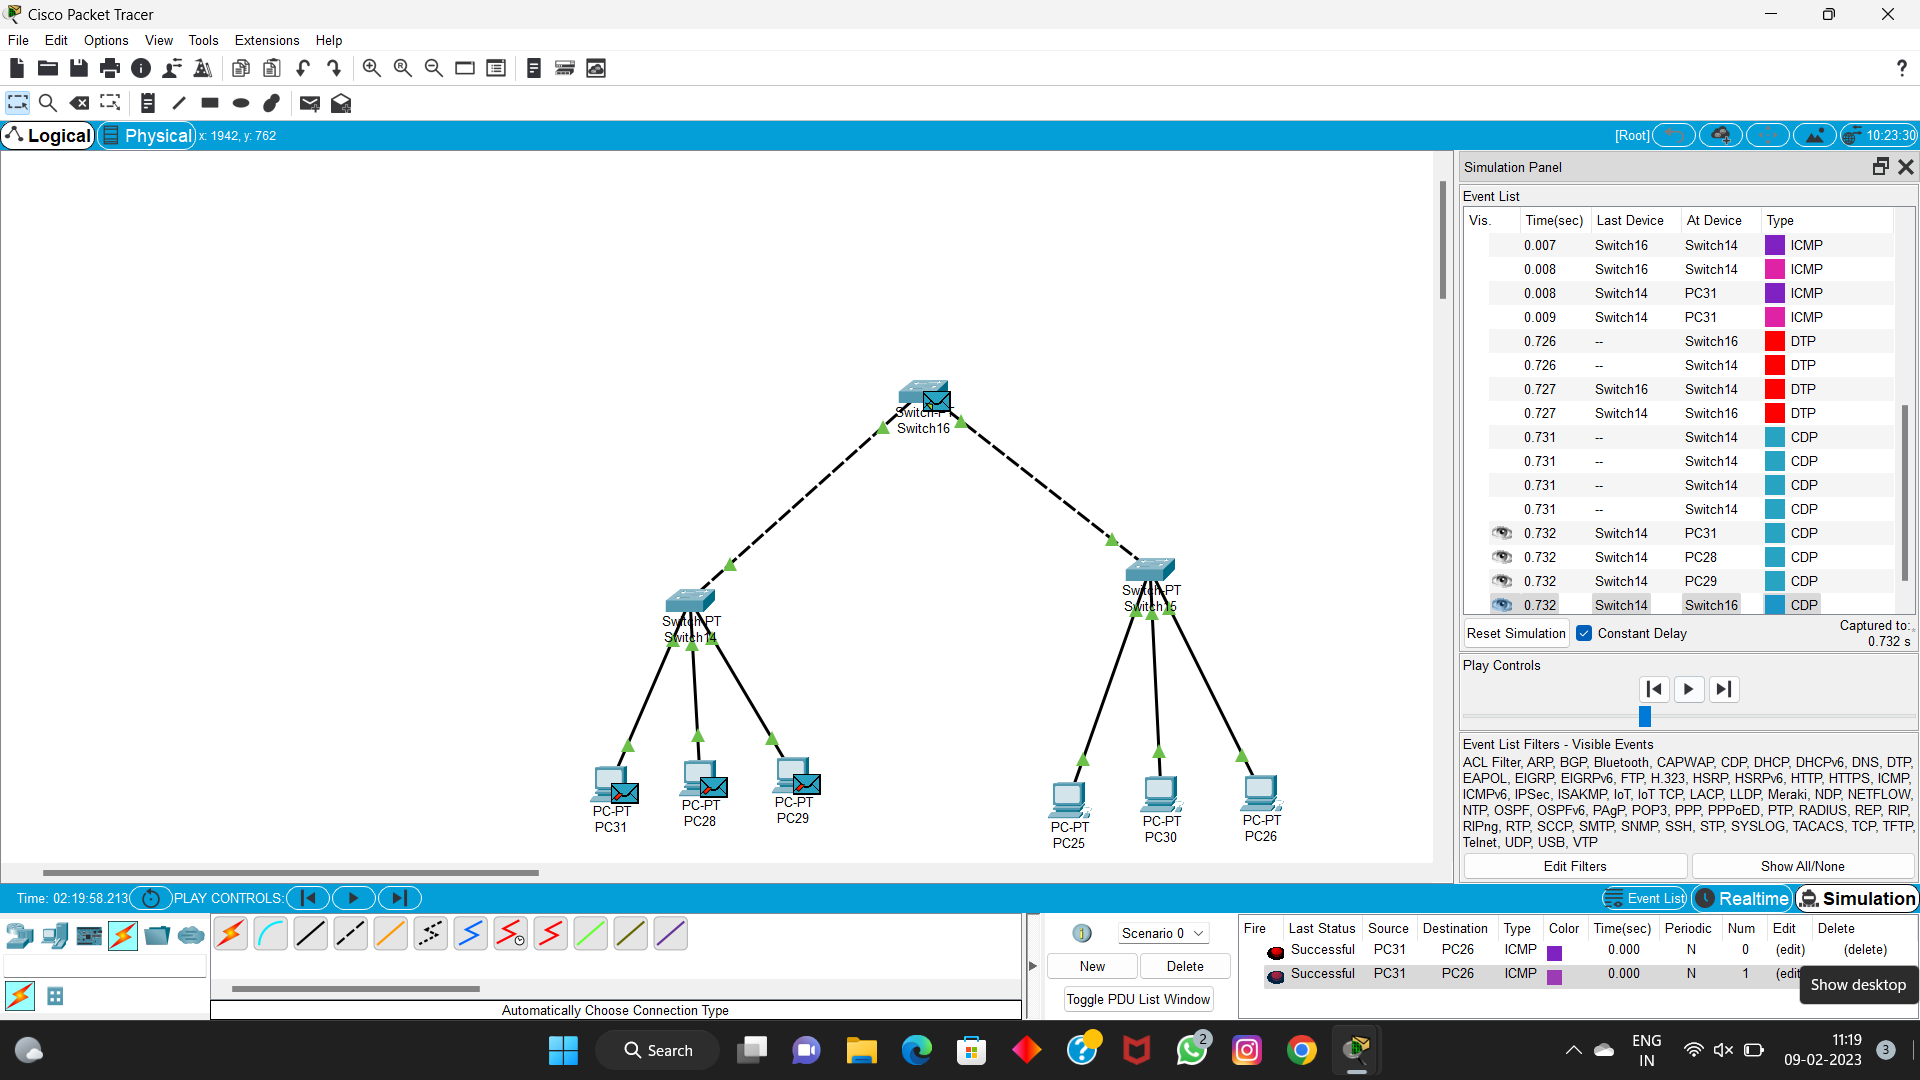 Cisco Packet Tracer
File Edit Options View Tools Extensions Help
Logical Physical x: 1942, y: 762
[Root] 10:23:30
Simulation Panel
Event List
Vis. Time(sec) Last Device At Device Type
0.007 Switch16 Switch14 ICMP
0.008 Switch16 Switch14 ICMP
0.008 Switch14 PC31 ICMP
0.009 Switch14 PC31 ICMP
0.726 -- Switch16 DTP
0.726 -- Switch14 DTP
0.727 Switch16 Switch14 DTP
0.727 Switch14 Switch16 DTP
0.731 -- Switch14 CDP
0.731 -- Switch14 CDP
0.731 -- Switch14 CDP
0.731 -- Switch14 CDP
0.732 Switch14 PC31 CDP
0.732 Switch14 PC28 CDP
0.732 Switch14 PC29 CDP
0.732 Switch14 Switch16 CDP
Reset Simulation Constant Delay Captured to:
0.732 s
Play Controls
Event List Filters - Visible Events
ACL Filter, ARP, BGP, Bluetooth, CAPWAP, CDP, DHCP, DHCPv6, DNS, DTP,
EAPOL, EIGRP, EIGRPv6, FTP, H.323, HSRP, HSRPv6, HTTP, HTTPS, ICMP,
ICMPv6, IPSec, ISAKMP, IoT, IoT TCP, LACP, LLDP, Meraki, NDP, NETFLOW,
NTP, OSPF, OSPFv6, PAgP, POP3, PPP, PPPoED, PTP, RADIUS, REP, RIP,
RIPng, RTP, SCCP, SMTP, SNMP, SSH, STP, SYSLOG, TACACS, TCP, TFTP,
Telnet, UDP, USB, VTP
Edit Filters Show All/None
Switch-PT
Switch16
Switch-PT
Switch14
Switch-PT
Switch15
PC-PT
PC31
PC-PT
PC28
PC-PT
PC29
PC-PT
PC25
PC-PT
PC30
PC-PT
PC26
Time: 02:19:58.213 PLAY CONTROLS: Event List Realtime Simulation
Automatically Choose Connection Type
Scenario 0
New Delete
Toggle PDU List Window
Fire Last Status Source Destination Type Color Time(sec) Periodic Num Edit Delete
Successful PC31 PC26 ICMP 0.000 N 0 (edit) (delete)
Successful PC31 PC26 ICMP 0.000 N 1 (edit
Show desktop
Search
2
ENG
IN
11:19
09-02-2023
3